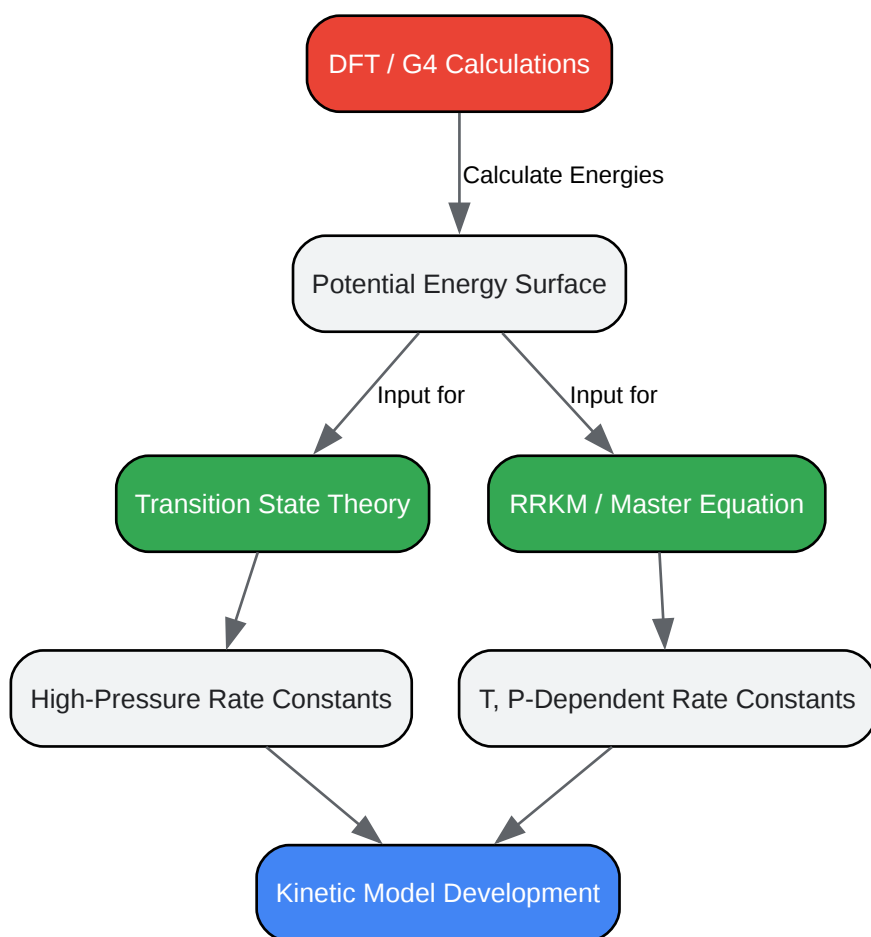 DFT / G4 Calculations
Calculate Energies
Potential Energy Surface
Input for
Input for
Transition State Theory
RRKM / Master Equation
High-Pressure Rate Constants
T, P-Dependent Rate Constants
Kinetic Model Development